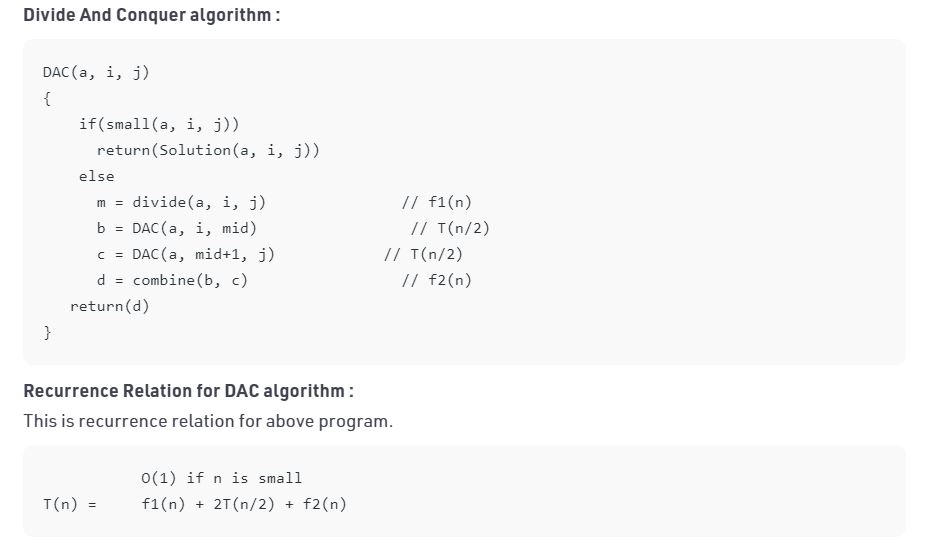 Divide And Conquer algorithm :
DAC(a, i, j)
{
    if(small(a, i, j))
      return(Solution(a, i, j))
    else
      m = divide(a, i, j)               // f1(n)
      b = DAC(a, i, mid)                 // T(n/2)
      c = DAC(a, mid+1, j)            // T(n/2)
      d = combine(b, c)                 // f2(n)
   return(d)
}
Recurrence Relation for DAC algorithm :
This is recurrence relation for above program.
           O(1) if n is small
T(n) =     f1(n) + 2T(n/2) + f2(n)